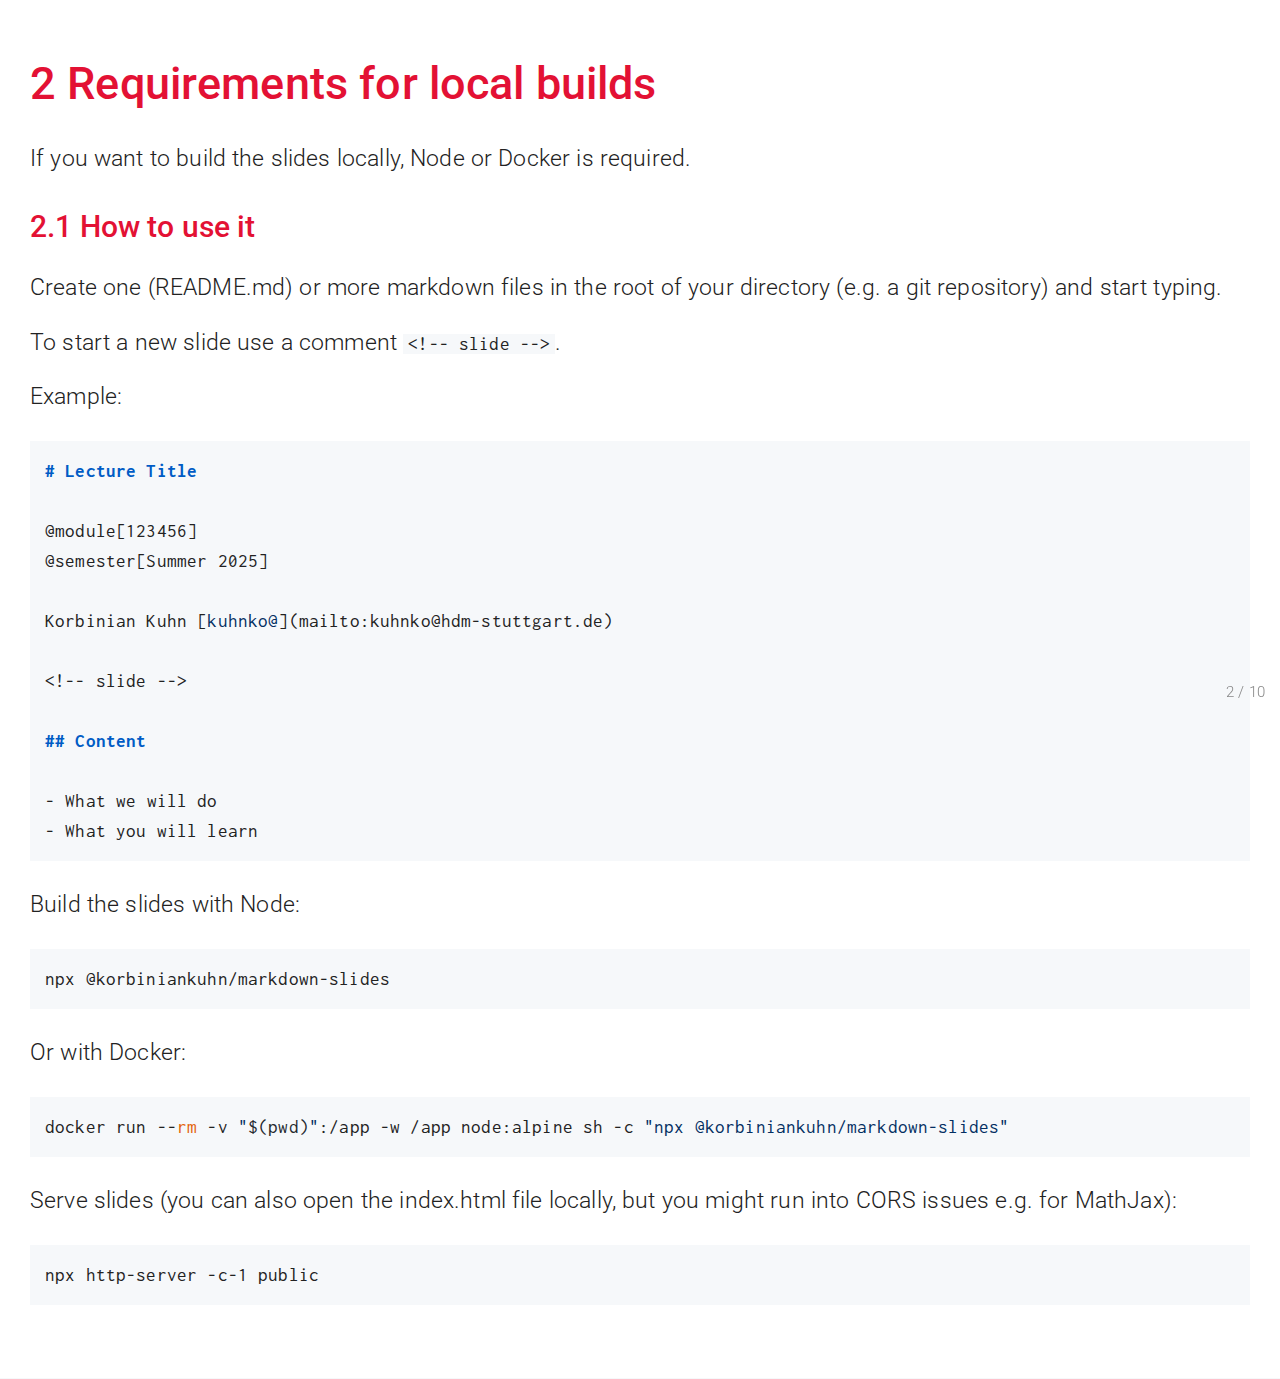 2 Requirements for local builds
If you want to build the slides locally, Node or Docker is required.
2.1 How to use it
Create one (README.md) or more markdown files in the root of your directory (e.g. a git repository) and start typing.
To start a new slide use a comment <!-- slide -->.
Example:
# Lecture Title
@module[123456]
@semester[Summer 2025]
Korbinian Kuhn [kuhnko@](mailto:kuhnko@hdm-stuttgart.de)
<!-- slide -->
2 / 10
## Content
- What we will do
- What you will learn
Build the slides with Node:
npx @korbiniankuhn/markdown-slides
Or with Docker:
docker run --rm -v "$(pwd)":/app -w /app node:alpine sh -c "npx @korbiniankuhn/markdown-slides"
Serve slides (you can also open the index.html file locally, but you might run into CORS issues e.g. for MathJax):
npx http-server -c-1 public